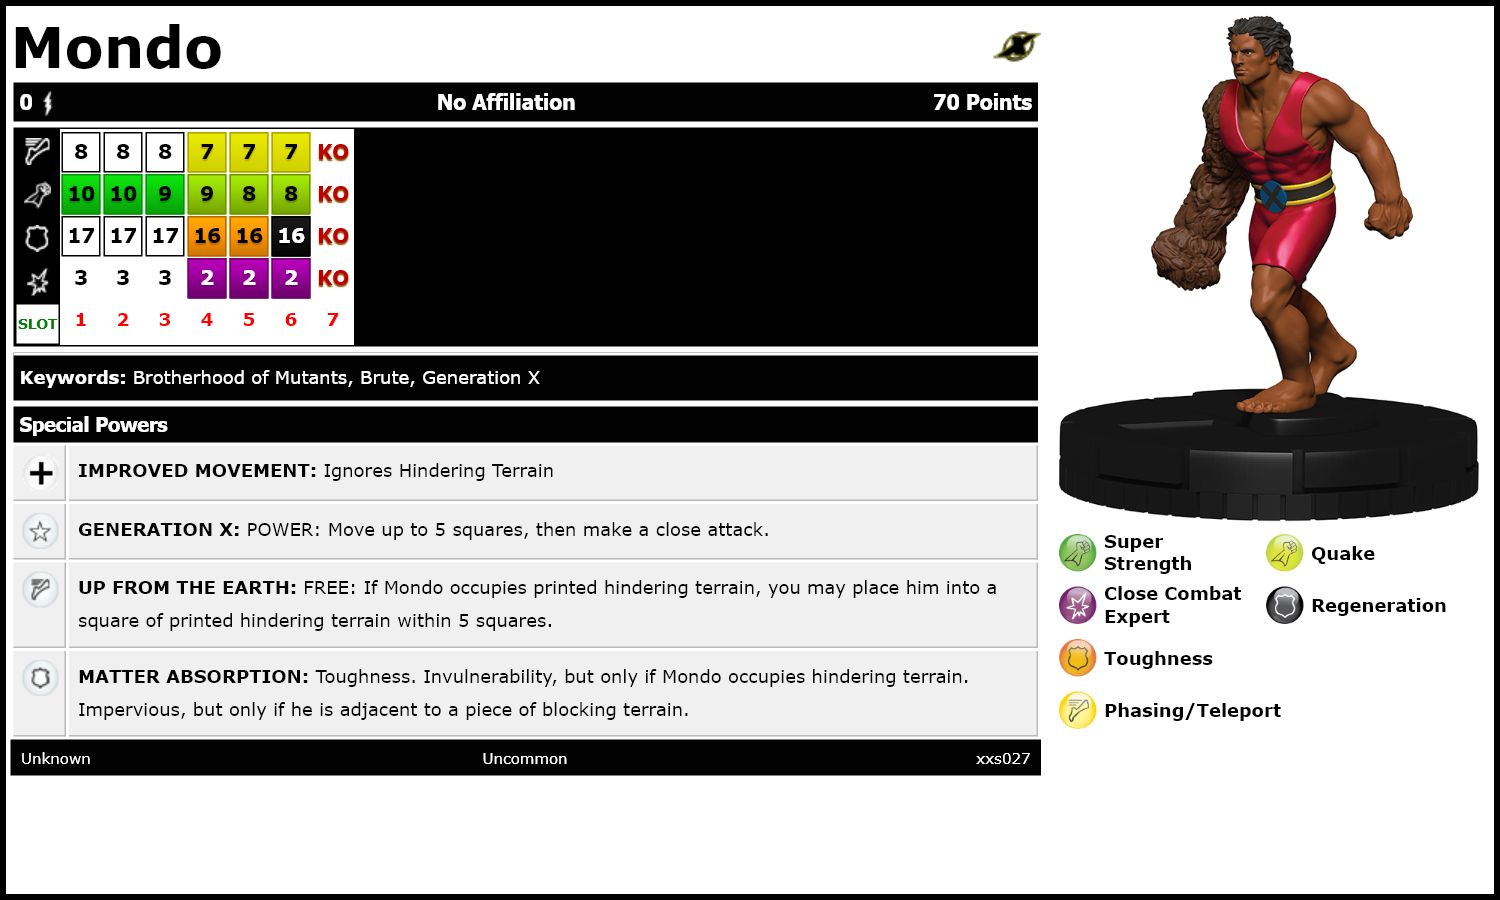 Mondo
0 No Affiliation 70 Points
8 8 8 7 7 7 KO
10 10 9 9 8 8 KO
17 17 17 16 16 16 KO
3 3 3 2 2 2 KO
SLOT 1 2 3 4 5 6 7
Keywords: Brotherhood of Mutants, Brute, Generation X
Special Powers
IMPROVED MOVEMENT: Ignores Hindering Terrain
GENERATION X: POWER: Move up to 5 squares, then make a close attack.
UP FROM THE EARTH: FREE: If Mondo occupies printed hindering terrain, you may place him into a
square of printed hindering terrain within 5 squares.
MATTER ABSORPTION: Toughness. Invulnerability, but only if Mondo occupies hindering terrain.
Impervious, but only if he is adjacent to a piece of blocking terrain.
Unknown Uncommon xxs027
Super
Strength
Quake
Close Combat
Expert
Regeneration
Toughness
Phasing/Teleport